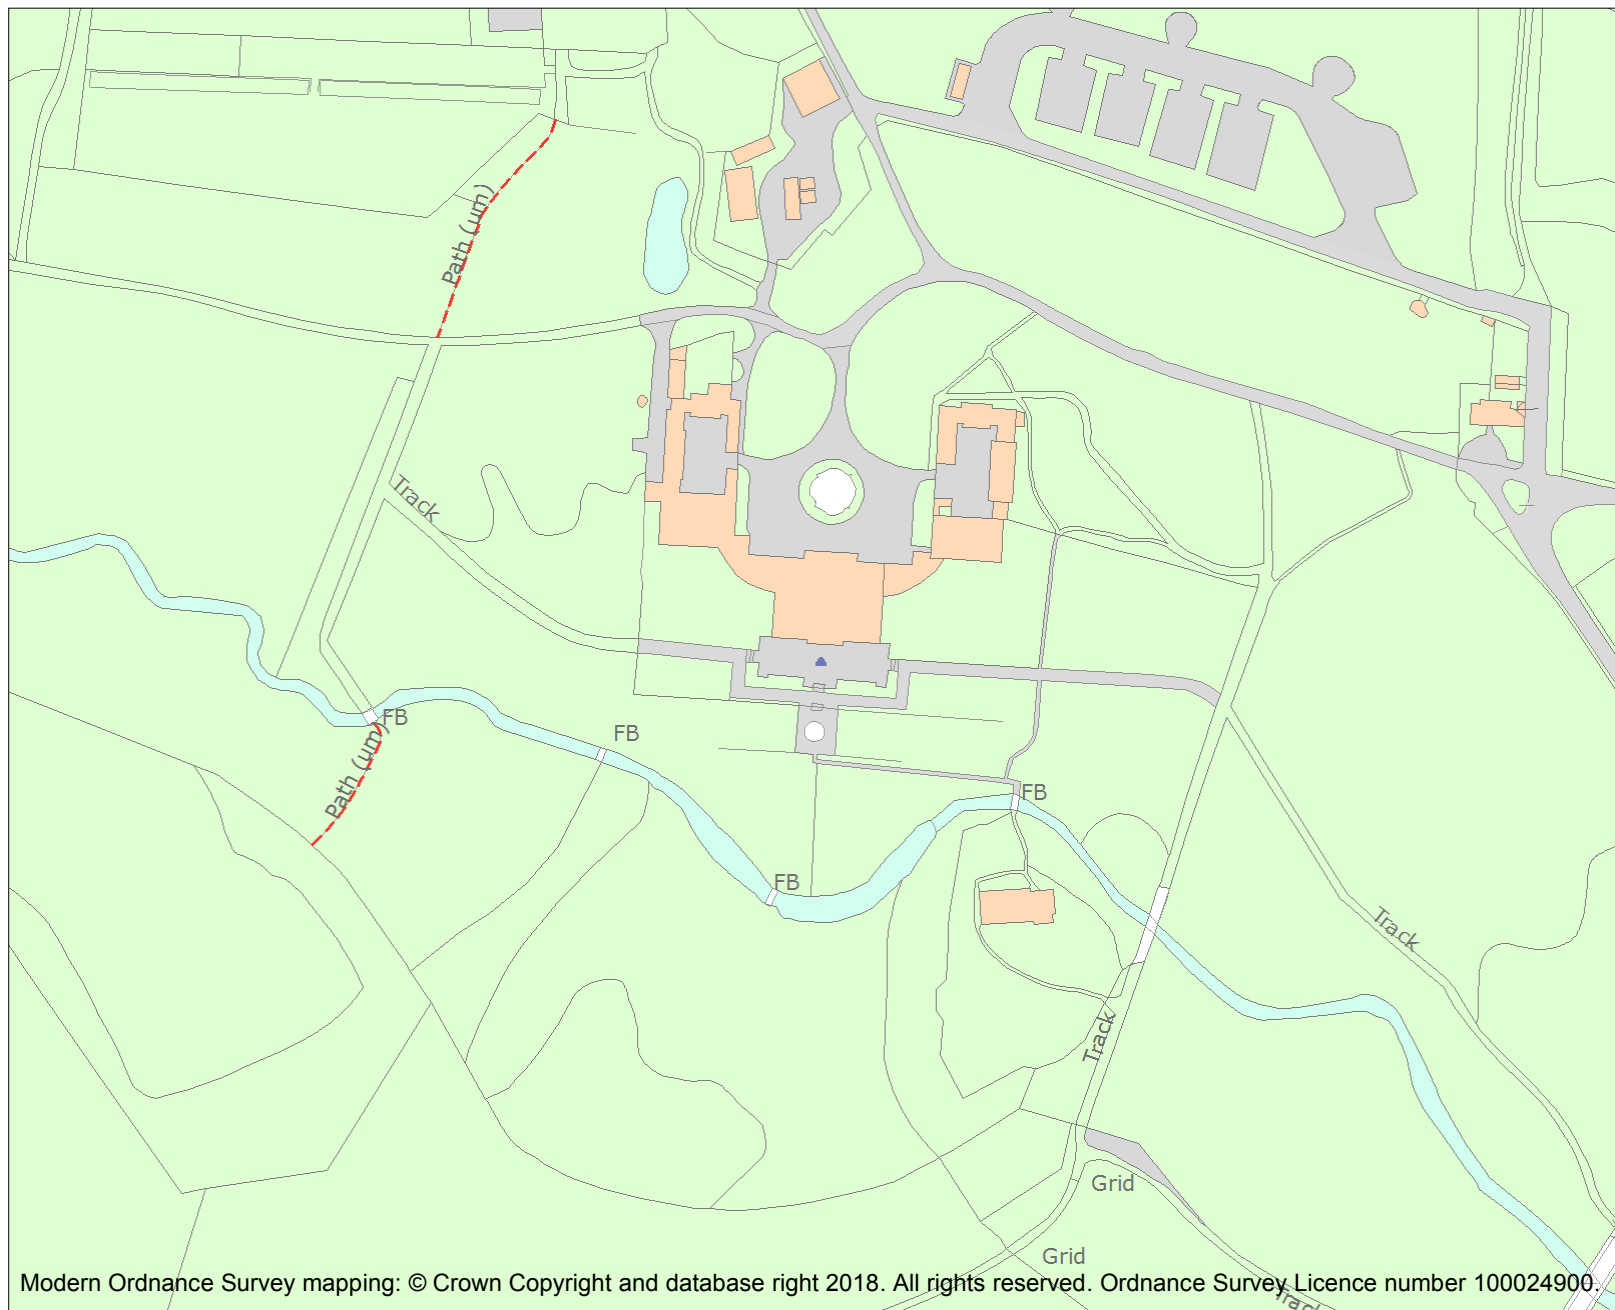 Path (um)
Track
FB
FB
Path (um)
FB
FB
Track
Track
Grid
Grid
Track
Modern Ordnance Survey mapping: © Crown Copyright and database right 2018. All rights reserved. Ordnance Survey Licence number 100024900.